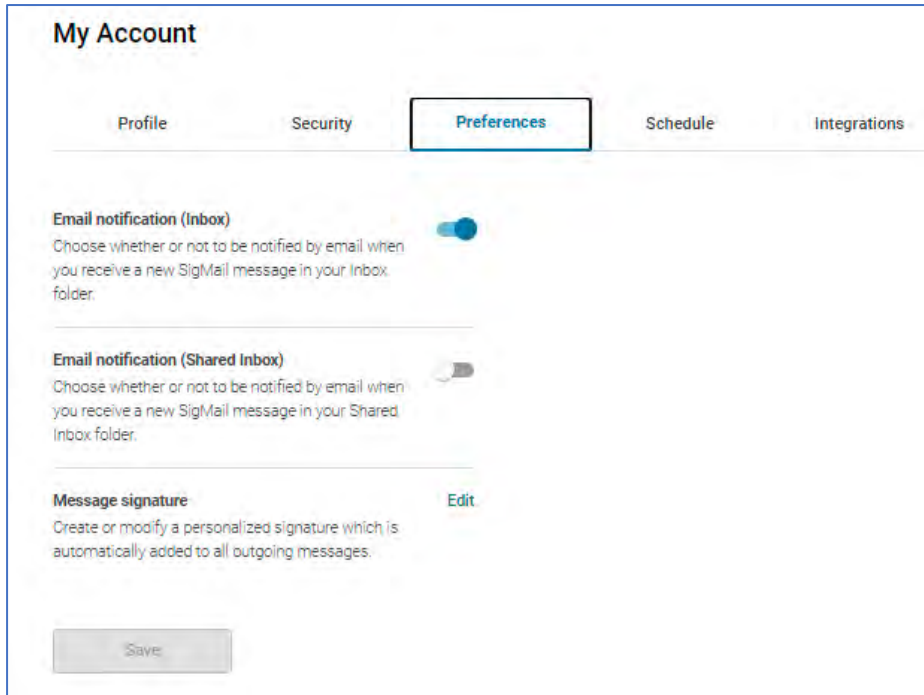 My Account
Profile Security Preferences Schedule Integrations
Email notification (Inbox)
Choose whether or not to be notified by email when
you receive a new SigMail message in your Inbox
folder.
Email notification (Shared Inbox)
Choose whether or not to be notified by email when
you receive a new SigMail message in your Shared
Inbox folder.
Message signature Edit
Create or modify a personalized signature which is
automatically added to all outgoing messages.
Save